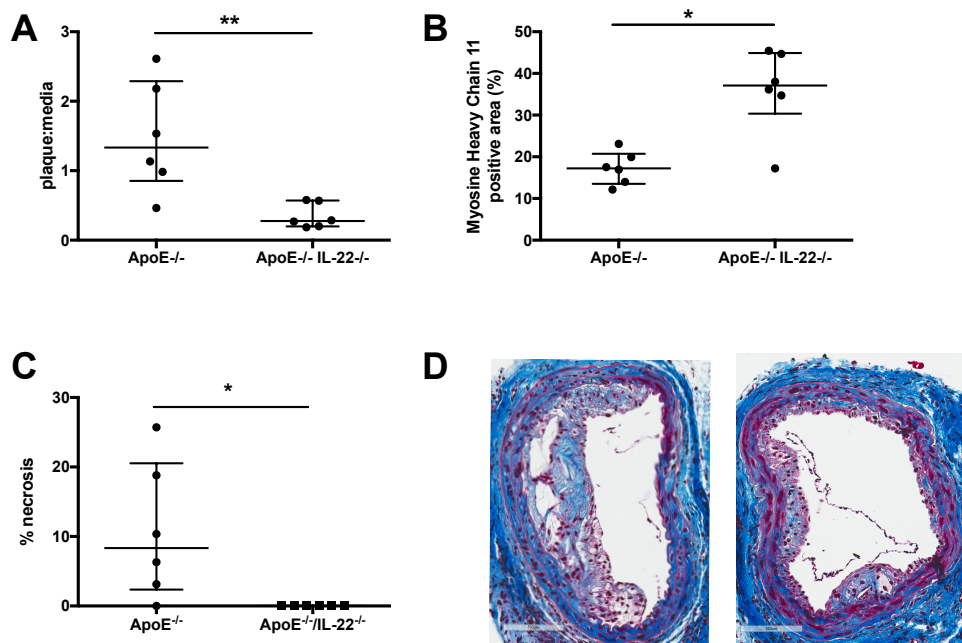 A
**
3
2
1
0
plaque:media
ApoE-/-
ApoE-/- IL-22-/-
B
*
50
40
30
20
10
0
Myosine Heavy Chain 11
positive area (%)
ApoE-/-
ApoE-/- IL-22-/-
C
*
30
20
10
0
% necrosis
ApoE-/-
ApoE-/-/IL-22-/-
D